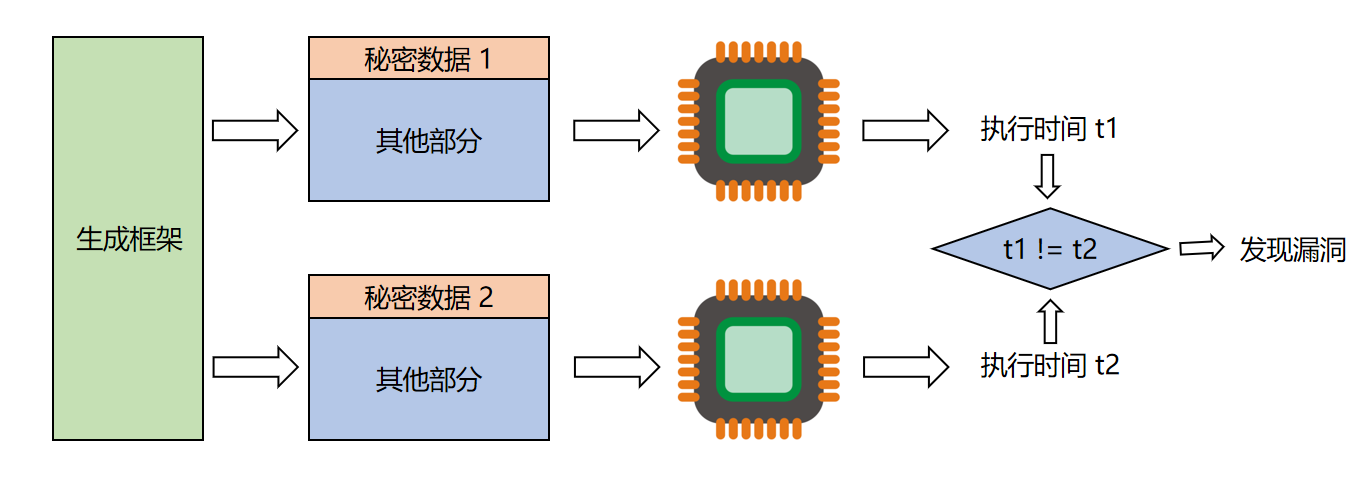 生成框架
秘密数据 1
其他部分
执行时间 t1
t1 != t2
发现漏洞
秘密数据 2
其他部分
执行时间 t2